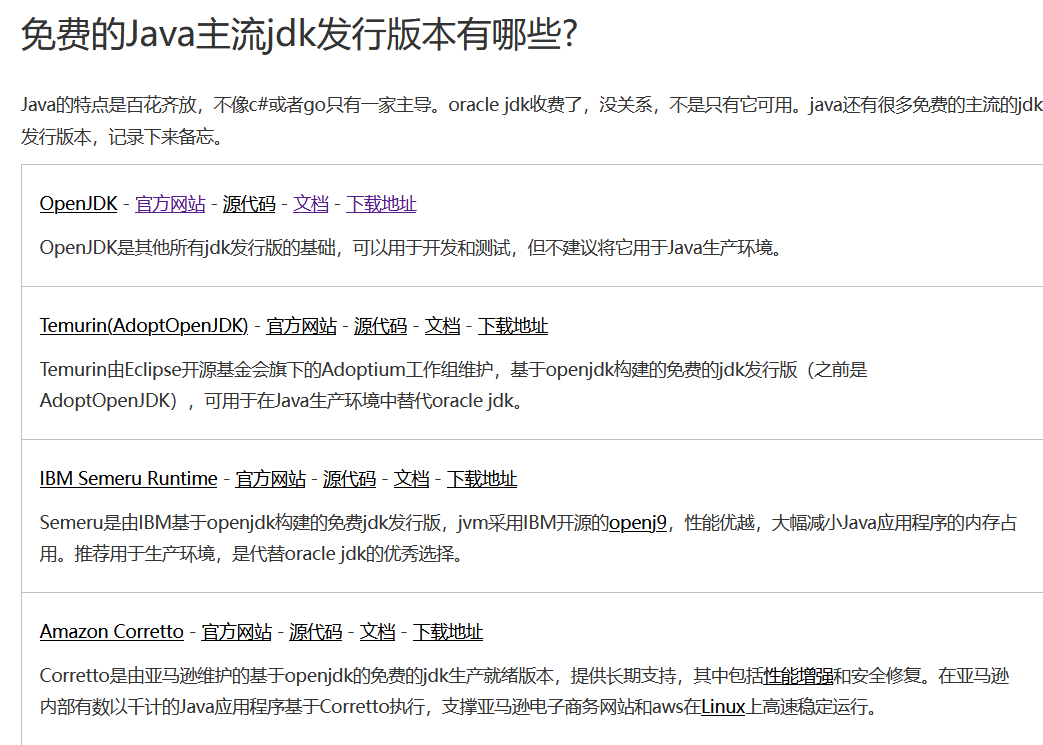 免费的Java主流jdk发行版本有哪些?
Java的特点是百花齐放，不像c#或者go只有一家主导。oracle jdk收费了，没关系，不是只有它可用。java还有很多免费的主流的jdk
发行版本，记录下来备忘。
OpenJDK - 官方网站 - 源代码 - 文档 - 下载地址
OpenJDK是其他所有jdk发行版的基础，可以用于开发和测试，但不建议将它用于Java生产环境。
Temurin(AdoptOpenJDK) - 官方网站 - 源代码 - 文档 - 下载地址
Temurin由Eclipse开源基金会旗下的Adoptium工作组维护，基于openjdk构建的免费的jdk发行版（之前是
AdoptOpenJDK），可用于在Java生产环境中替代oracle jdk。
IBM Semeru Runtime - 官方网站 - 源代码 - 文档 - 下载地址
Semeru是由IBM基于openjdk构建的免费jdk发行版，jvm采用IBM开源的openj9，性能优越，大幅减小Java应用程序的内存占
用。推荐用于生产环境，是代替oracle jdk的优秀选择。
Amazon Corretto - 官方网站 - 源代码 - 文档 - 下载地址
Corretto是由亚马逊维护的基于openjdk的免费的jdk生产就绪版本，提供长期支持，其中包括性能增强和安全修复。在亚马逊
内部有数以千计的Java应用程序基于Corretto执行，支撑亚马逊电子商务网站和aws在Linux上高速稳定运行。